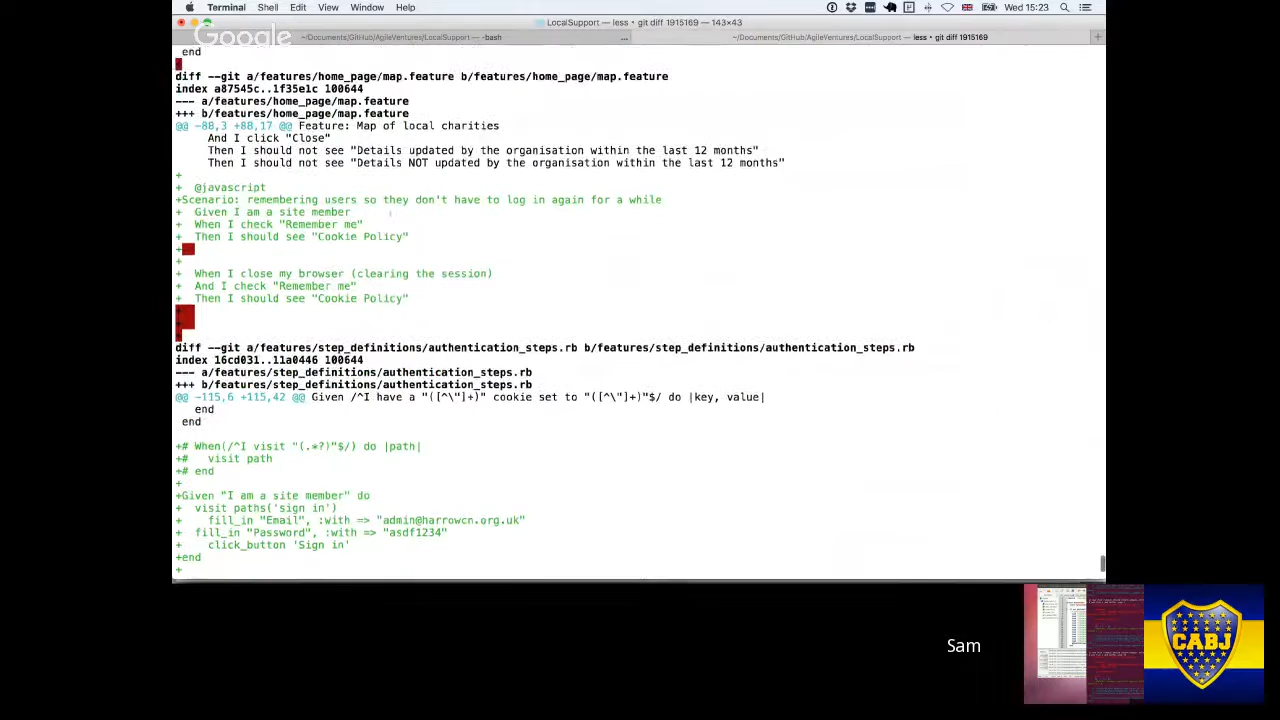 Terminal Shell Edit View Window Help Wed 15:23
LocalSupport — less • git diff 1915169 — 143×43
Google
~/Documents/GitHub/AgileVentures/LocalSupport — -bash ... ~/Documents/GitHub/AgileVentures/LocalSupport — less • git diff 1915169 +
end
+
diff --git a/features/home_page/map.feature b/features/home_page/map.feature
index a87545c..1f35e1c 100644
--- a/features/home_page/map.feature
+++ b/features/home_page/map.feature
@@ -88,3 +88,17 @@ Feature: Map of local charities
And I click "Close"
Then I should not see "Details updated by the organisation within the last 12 months"
Then I should not see "Details NOT updated by the organisation within the last 12 months"
+
+ @javascript
+Scenario: remembering users so they don't have to log in again for a while
+ Given I am a site member
+ When I check "Remember me"
+ Then I should see "Cookie Policy"
+
+
+ When I close my browser (clearing the session)
+ And I check "Remember me"
+ Then I should see "Cookie Policy"
+
+
+
diff --git a/features/step_definitions/authentication_steps.rb b/features/step_definitions/authentication_steps.rb
index 16cd031..11a0446 100644
--- a/features/step_definitions/authentication_steps.rb
+++ b/features/step_definitions/authentication_steps.rb
@@ -115,6 +115,42 @@ Given /^I have a "([^\"]+)" cookie set to "([^\"]+)"$/ do |key, value|
end
end
+# When(/^I visit "(.*?)"$/) do |path|
+# visit path
+# end
+
+Given "I am a site member" do
+ visit paths('sign in')
+ fill_in "Email", :with => "admin@harrowcn.org.uk"
+ fill_in "Password", :with => "asdf1234"
+ click_button 'Sign in'
+end
+
Sam
CABJ